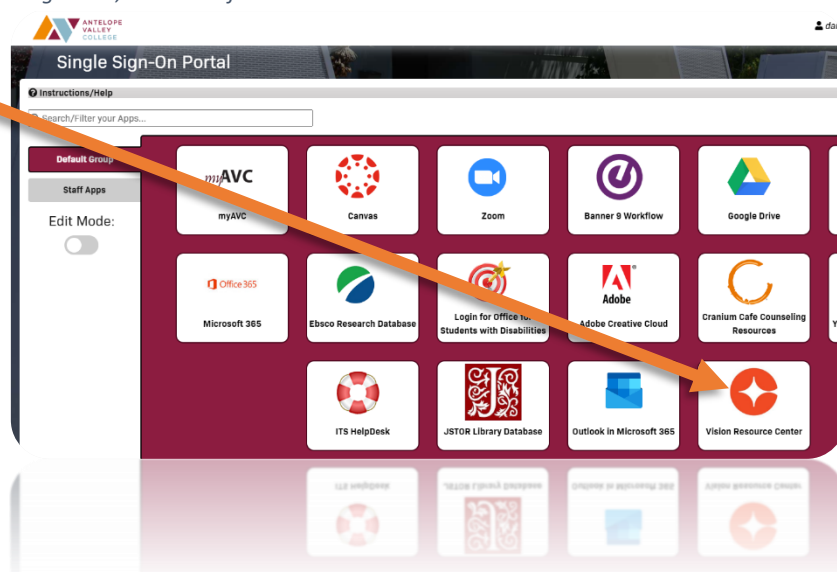 ANTELOPE
VALLEY
COLLEGE
Single Sign-On Portal
Instructions/Help
Search/Filter your Apps...
Default Group
Staff Apps
Edit Mode:
myAVC
myAVC
Canvas
Zoom
Banner 9 Workflow
Google Drive
Office 365
Microsoft 365
Ebsco Research Database
Login for Office for
Students with Disabilities
Adobe
Adobe Creative Cloud
Cranium Cafe Counseling
Resources
ITS HelpDesk
JSTOR Library Database
Outlook in Microsoft 365
Vision Resource Center